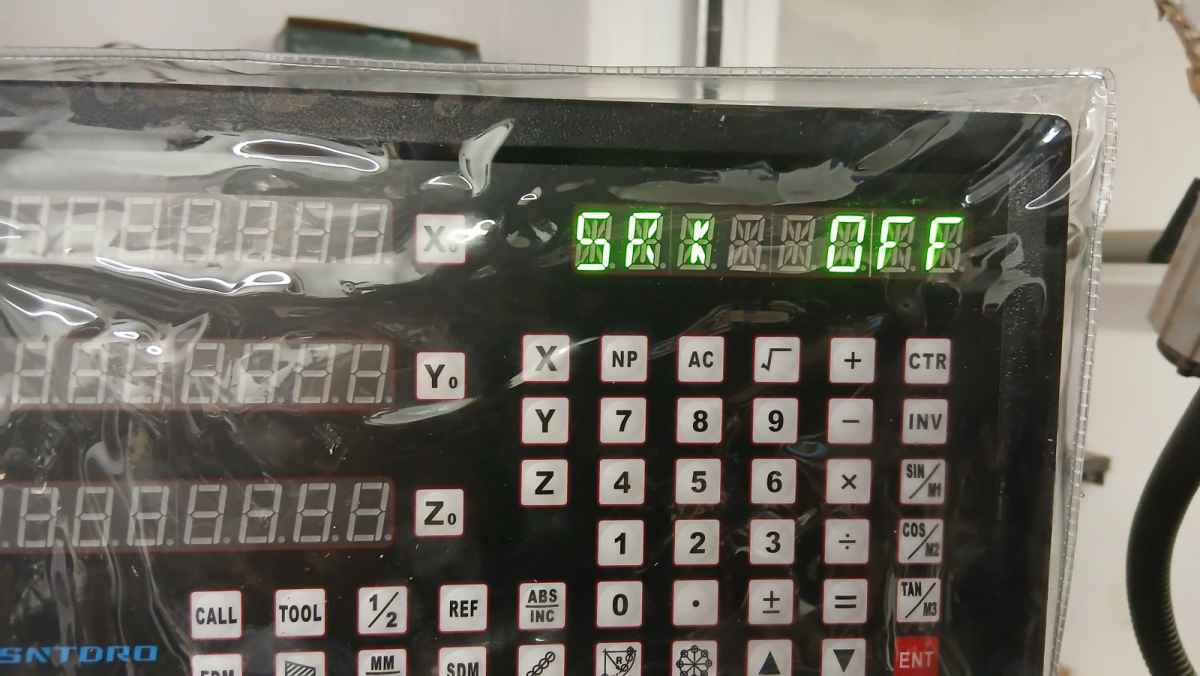 OFF
X₀
Y₀
Z₀
X NP AC √ + CTR
Y 7 8 9 − INV
Z 4 5 6 × SIN/M1
1 2 3 ÷ COS/M2
CALL TOOL 1/2 REF ABS/INC 0 · ± = TAN/M3
SNTDRO
MM SDM R ▲ ▼ ENT